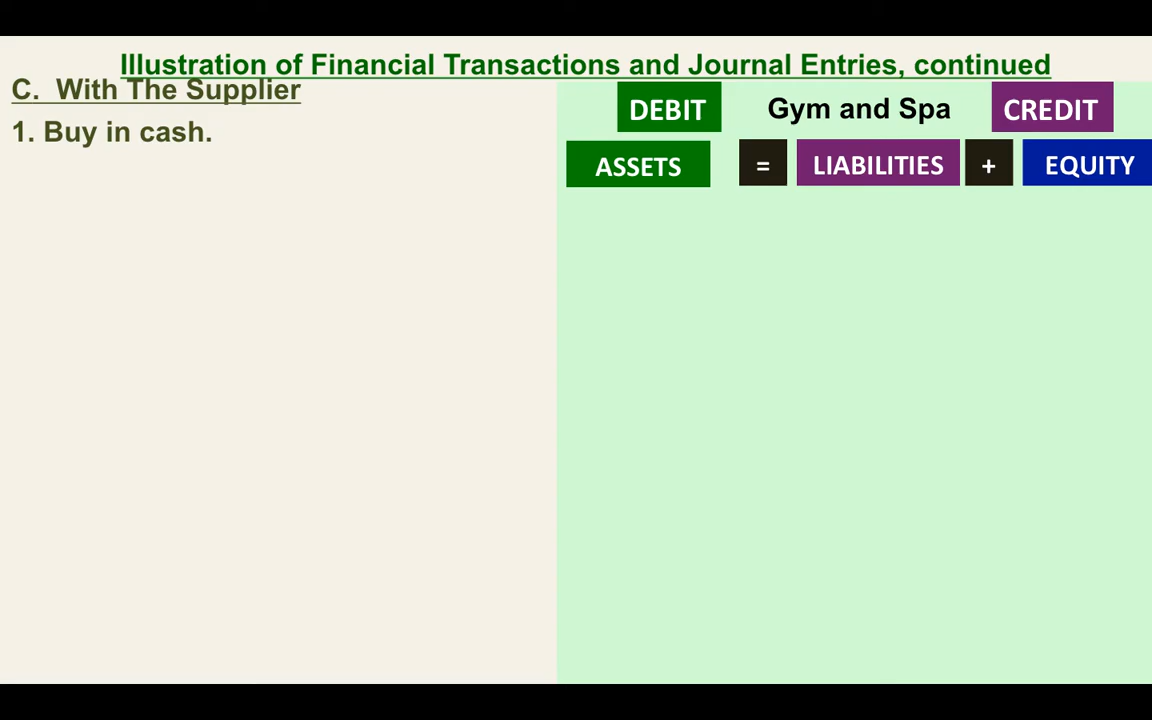 Illustration of Financial Transactions and Journal Entries, continued
C. With The Supplier
1. Buy in cash.
DEBIT Gym and Spa CREDIT
ASSETS = LIABILITIES + EQUITY